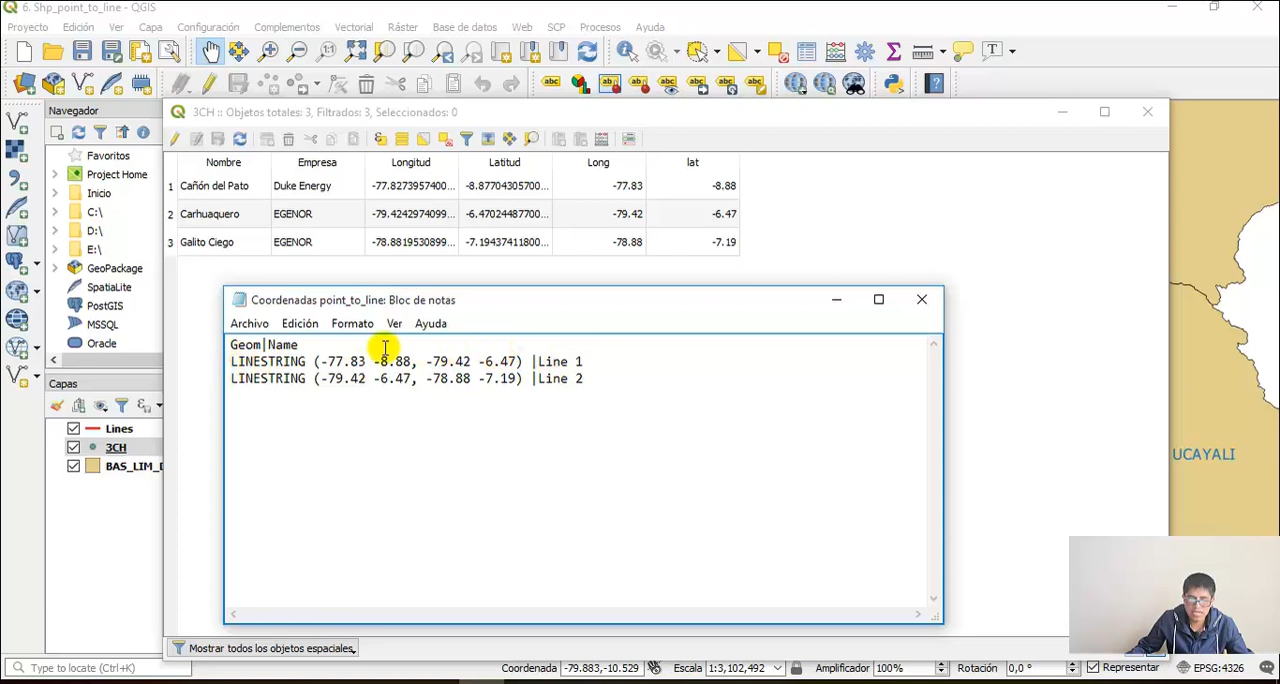 6. Shp_point_to_line - QGIS
Proyecto Edición Ver Capa Configuración Complementos Vectorial Ráster Base de datos Web SCP Procesos Ayuda
Navegador
3CH :: Objetos totales: 3, Filtrados: 3, Seleccionados: 0
Favoritos
Project Home
Inicio
C:\
D:\
E:\
GeoPackage
SpatiaLite
PostGIS
MSSQL
Oracle
Nombre Empresa Longitud Latitud Long lat
1 Cañón del Pato Duke Energy -77.8273957400... -8.87704305700... -77.83 -8.88
2 Carhuaquero EGENOR -79.4242974099... -6.47024487700... -79.42 -6.47
3 Galito Ciego EGENOR -78.8819530899... -7.19437411800... -78.88 -7.19
Coordenadas point_to_line: Bloc de notas
Archivo Edición Formato Ver Ayuda
Geom|Name
LINESTRING (-77.83 -8.88, -79.42 -6.47) |Line 1
LINESTRING (-79.42 -6.47, -78.88 -7.19) |Line 2
Capas
Lines
3CH
BAS_LIM_D
UCAYALI
Mostrar todos los objetos espaciales
Type to locate (Ctrl+K)
Coordenada -79.883,-10.529 Escala 1:3,102,492 Amplificador 100% Rotación 0,0 ° Representar EPSG:4326